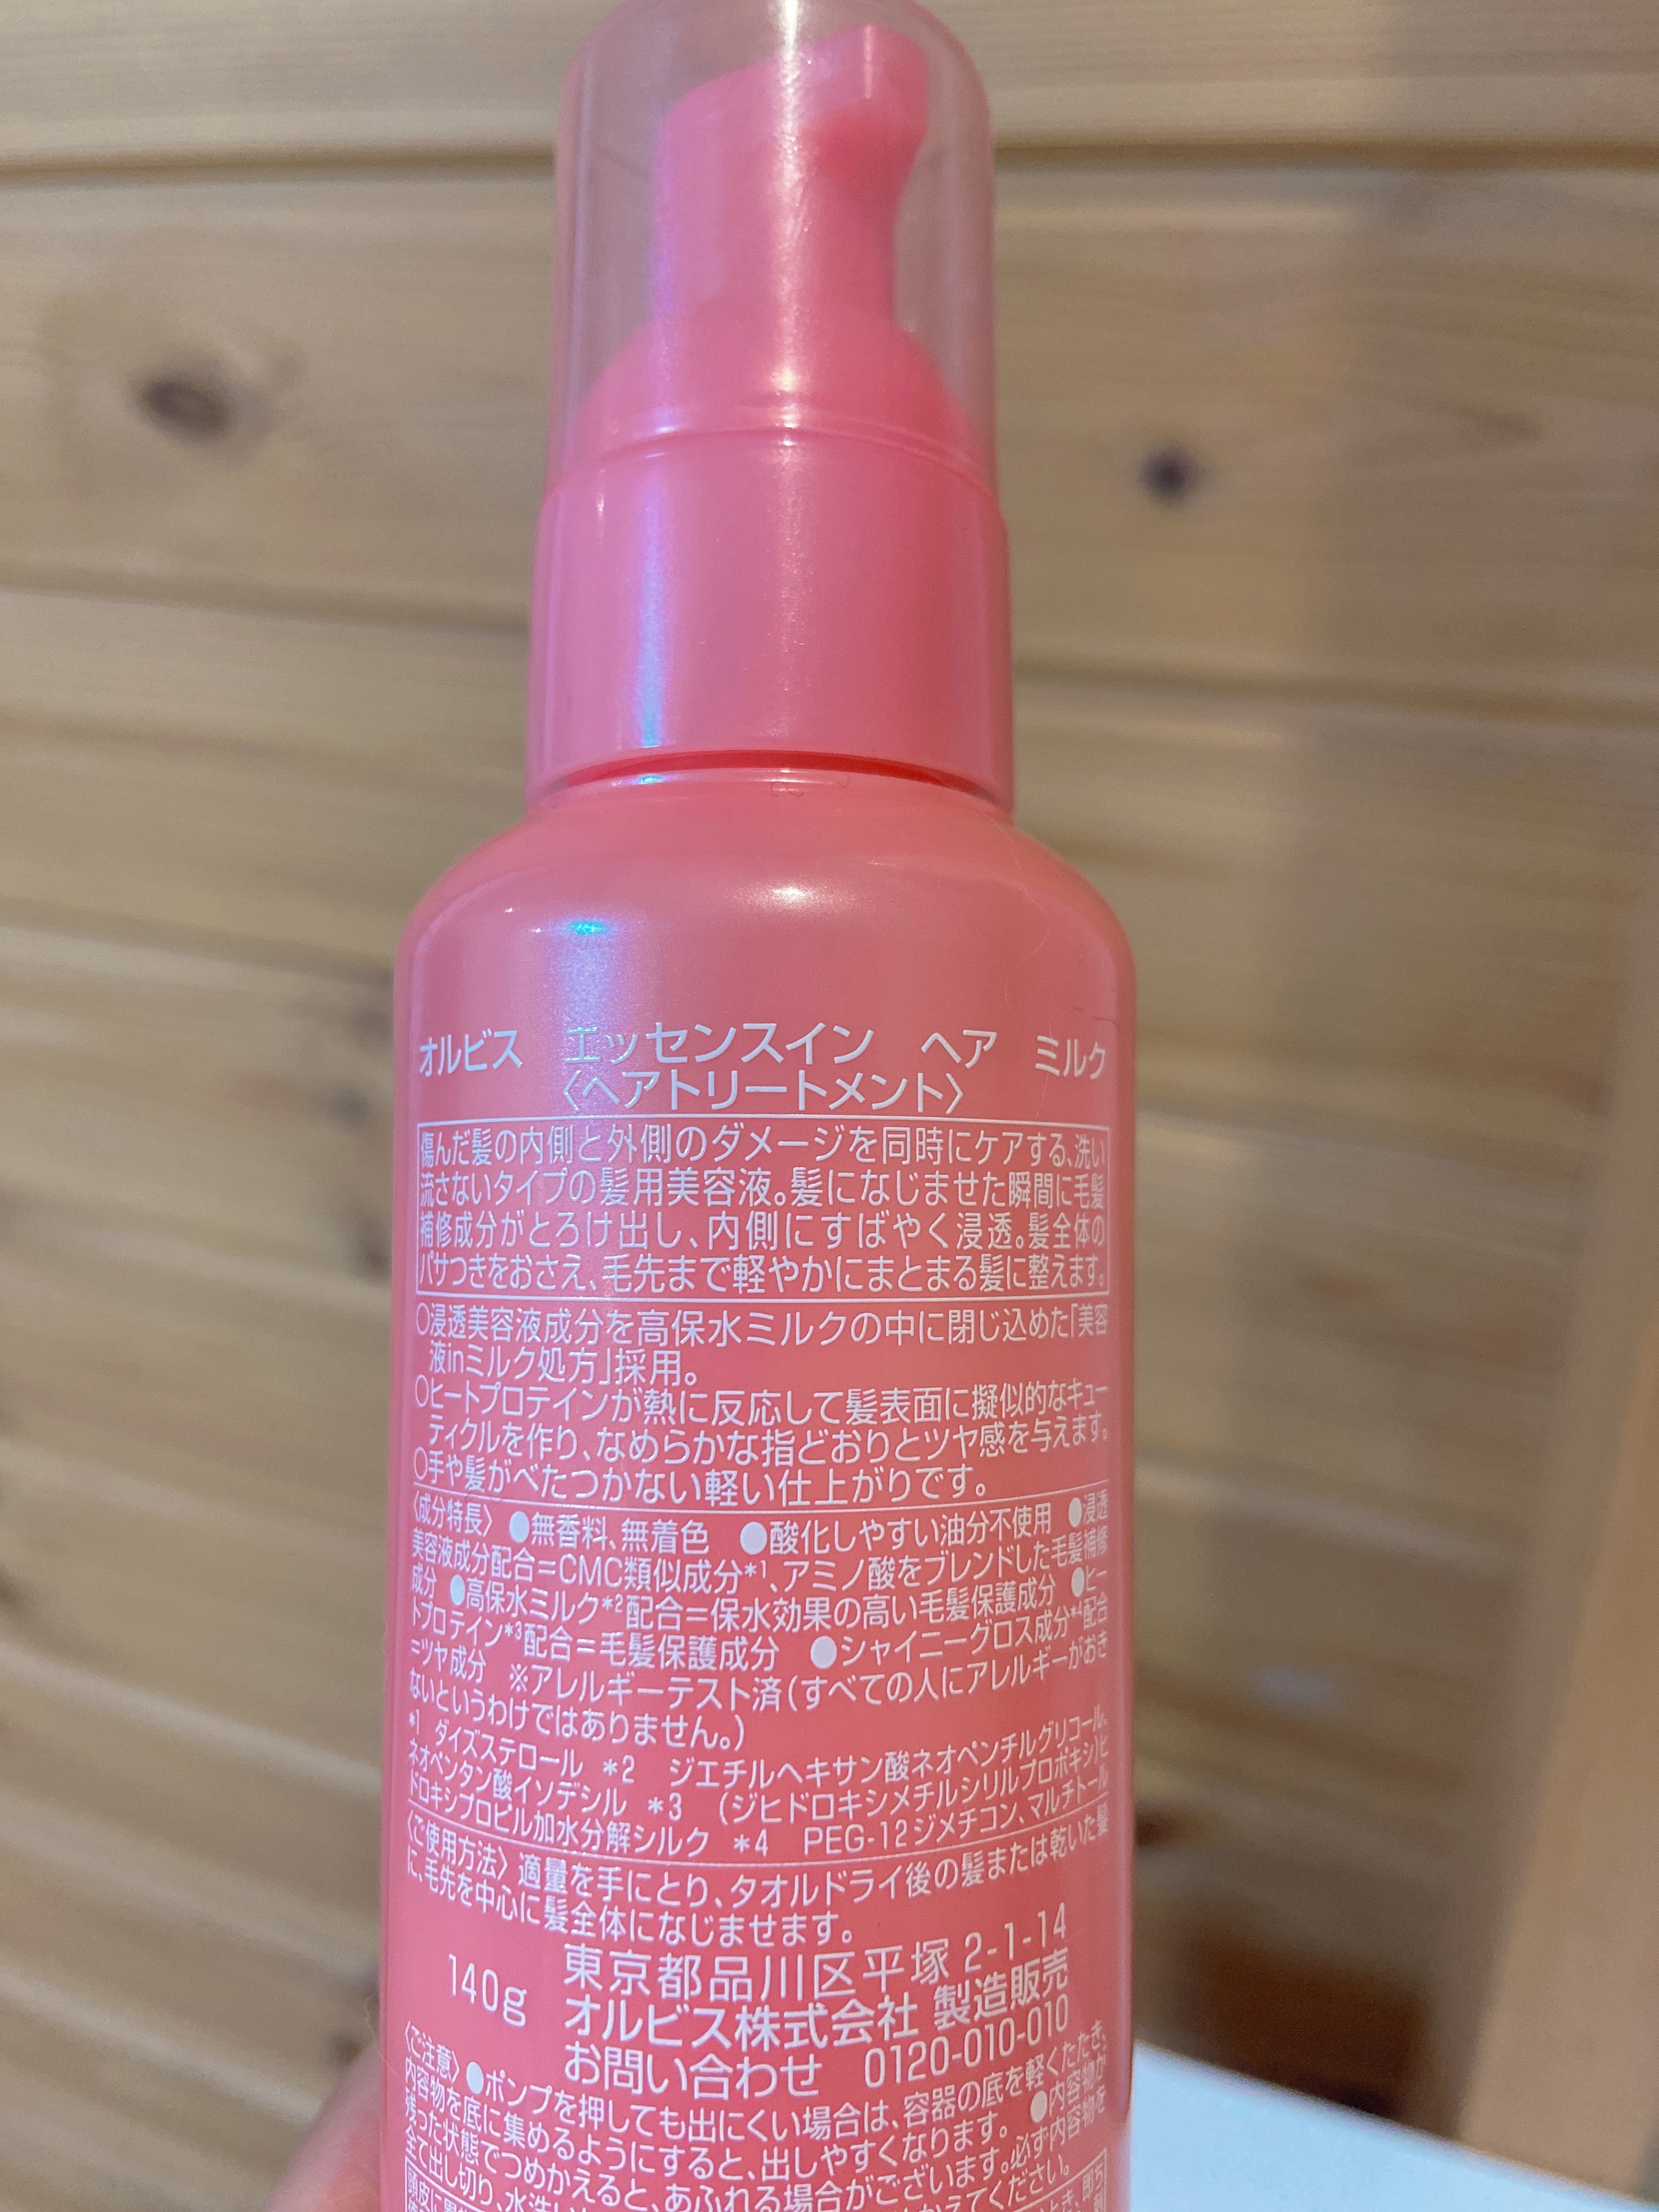 オルビス　エッセンスイン　ヘア　ミルク
〈ヘアトリートメント〉
傷んだ髪の内側と外側のダメージを同時にケアする、洗い
流さないタイプの髪用美容液。髪になじませた瞬間に毛髪
補修成分がとろけ出し、内側にすばやく浸透。髪全体の
パサつきをおさえ、毛先まで軽やかにまとまる髪に整えます。
○浸透美容液成分を高保水ミルクの中に閉じ込めた「美容
液inミルク処方」採用。
○ヒートプロテインが熱に反応して髪表面に擬似的なキュー
ティクルを作り、なめらかな指どおりとツヤ感を与えます。
○手や髪がべたつかない軽い仕上がりです。
〈成分特長〉 ●無香料、無着色　●酸化しやすい油分不使用　●浸透
美容液成分配合=CMC類似成分*1、アミノ酸をブレンドした毛髪補修
成分　●高保水ミルク*2配合=保水効果の高い毛髪保護成分　●ヒー
トプロテイン*3配合=毛髪保護成分　●シャイニーグロス成分*4配合
=ツヤ成分　※アレルギーテスト済(すべての人にアレルギーがおき
ないというわけではありません。)
*1　ダイズステロール　*2　ジエチルヘキサン酸ネオペンチルグリコール、
ネオペンタン酸イソデシル　*3　(ジヒドロキシメチルシリルプロポキシ)ヒ
ドロキシプロピル加水分解シルク　*4　PEG-12ジメチコン、マルチトール
〈ご使用方法〉 適量を手にとり、タオルドライ後の髪または乾いた髪
に、毛先を中心に髪全体になじませます。
140g
東京都品川区平塚 2-1-14
オルビス株式会社 製造販売
お問い合わせ　0120-010-010
〈ご注意〉 ●ポンプを押しても出にくい場合は、容器の底を軽くたたき、
内容物を底に集めるようにすると、出しやすくなります。 ●内容物が
残った状態でつめかえると、あふれる場合がございます。必ず内容物を
全て出し切り、